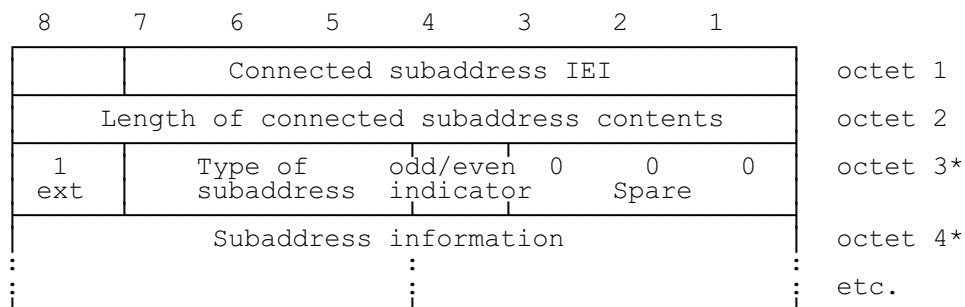 8 7 6 5 4 3 2 1
Connected subaddress IEI octet 1
Length of connected subaddress contents octet 2
1 Type of odd/even 0 0 0 octet 3*
ext subaddress indicator Spare
Subaddress information octet 4*
: : :
: : : etc.